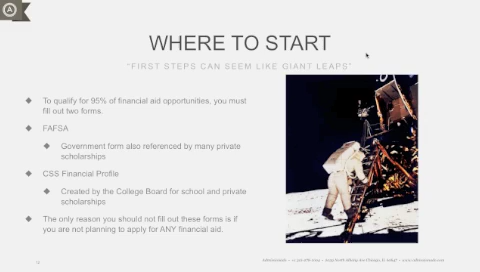 A
WHERE TO START
"FIRST STEPS CAN SEEM LIKE GIANT LEAPS"
To qualify for 95% of financial aid opportunities, you must
fill out two forms.
FAFSA
Government form also referenced by many private
scholarships
CSS Financial Profile
Created by the College Board for school and private
scholarships
The only reason you should not fill out these forms is if
you are not planning to apply for ANY financial aid.